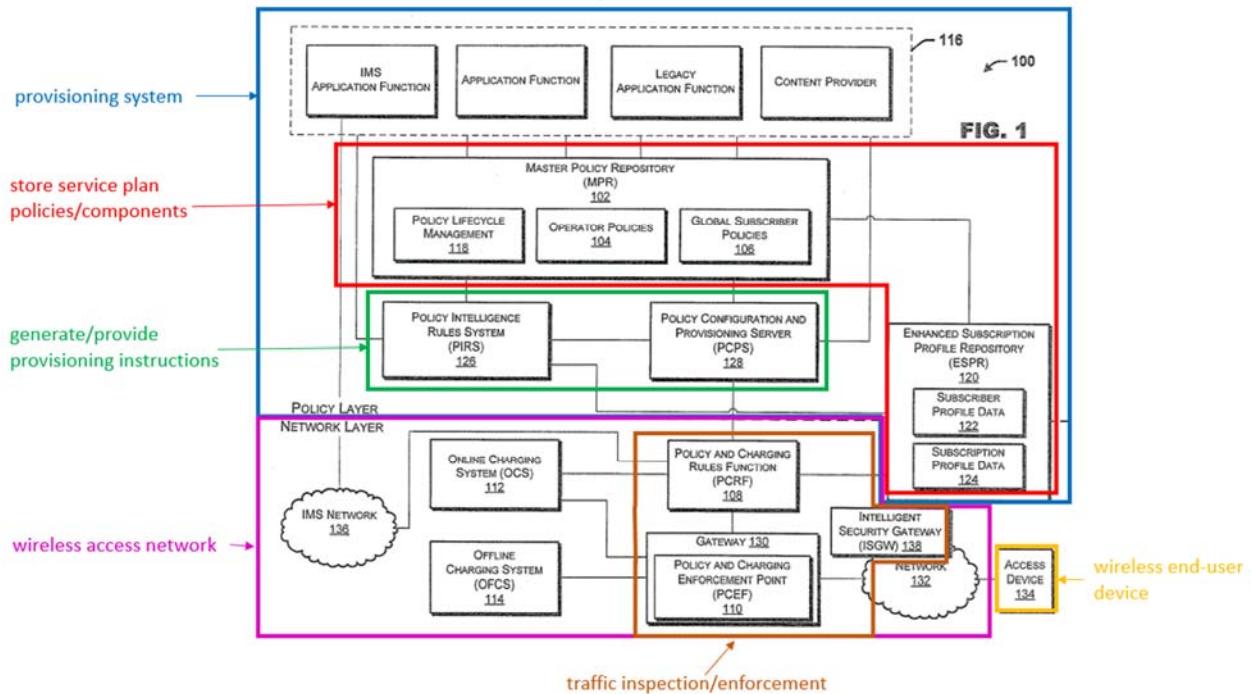 116
100
IMS
APPLICATION FUNCTION
APPLICATION FUNCTION
LEGACY
APPLICATION FUNCTION
CONTENT PROVIDER
provisioning system
FIG. 1
MASTER POLICY REPOSITORY
(MPR)
102
store service plan
policies/components
POLICY LIFECYCLE
MANAGEMENT
118
OPERATOR POLICIES
104
GLOBAL SUBSCRIBER
POLICIES
106
generate/provide
provisioning instructions
POLICY INTELLIGENCE
RULES SYSTEM
(PIRS)
126
POLICY CONFIGURATION AND
PROVISIONING SERVER
(PCPS)
128
ENHANCED SUBSCRIPTION
PROFILE REPOSITORY
(ESPR)
120
SUBSCRIBER
PROFILE DATA
122
SUBSCRIPTION
PROFILE DATA
124
POLICY LAYER
NETWORK LAYER
ONLINE CHARGING
SYSTEM (OCS)
112
POLICY AND CHARGING
RULES FUNCTION
(PCRF)
108
IMS NETWORK
136
INTELLIGENT
SECURITY GATEWAY
(ISGW) 138
wireless access network
OFFLINE
CHARGING SYSTEM
(OFCS)
114
GATEWAY 130
POLICY AND CHARGING
ENFORCEMENT POINT
(PCEF)
110
NETWORK
132
ACCESS
DEVICE
134
wireless end-user
device
traffic inspection/enforcement